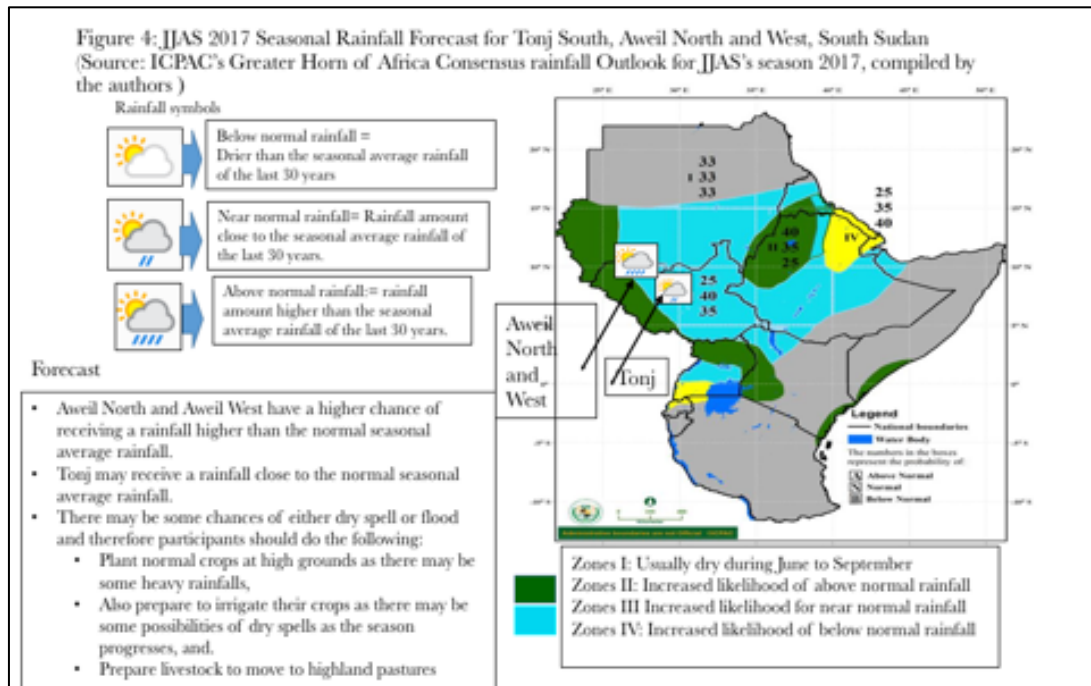 Figure 4: JJAS 2017 Seasonal Rainfall Forecast for Tonj South, Aweil North and West, South Sudan
(Source: ICPAC's Greater Horn of Africa Consensus rainfall Outlook for JJAS's season 2017, compiled by
the authors )
Rainfall symbols
Below normal rainfall =
Drier than the seasonal average rainfall
of the last 30 years
Near normal rainfall= Rainfall amount
close to the seasonal average rainfall of
the last 30 years.
Above normal rainfall:= rainfall
amount higher than the seasonal
average rainfall of the last 30 years.
Forecast
• Aweil North and Aweil West have a higher chance of
receiving a rainfall higher than the normal seasonal
average rainfall.
• Tonj may receive a rainfall close to the normal seasonal
average rainfall.
• There may be some chances of either dry spell or flood
and therefore participants should do the following:
• Plant normal crops at high grounds as there may be
some heavy rainfalls,
• Also prepare to irrigate their crops as there may be
some possibilities of dry spells as the season
progresses, and.
• Prepare livestock to move to highland pastures
33
I 33
33
25
35
40
IV
40
II 35
25
25
40
35
Aweil
North
and
West
Tonj
Legend
National boundaries
Water Body
The numbers in the boxes
represent the probability of:
Above Normal
Normal
Below Normal
Zones I: Usually dry during June to September
Zones II: Increased likelihood of above normal rainfall
Zones III Increased likelihood for near normal rainfall
Zones IV: Increased likelihood of below normal rainfall